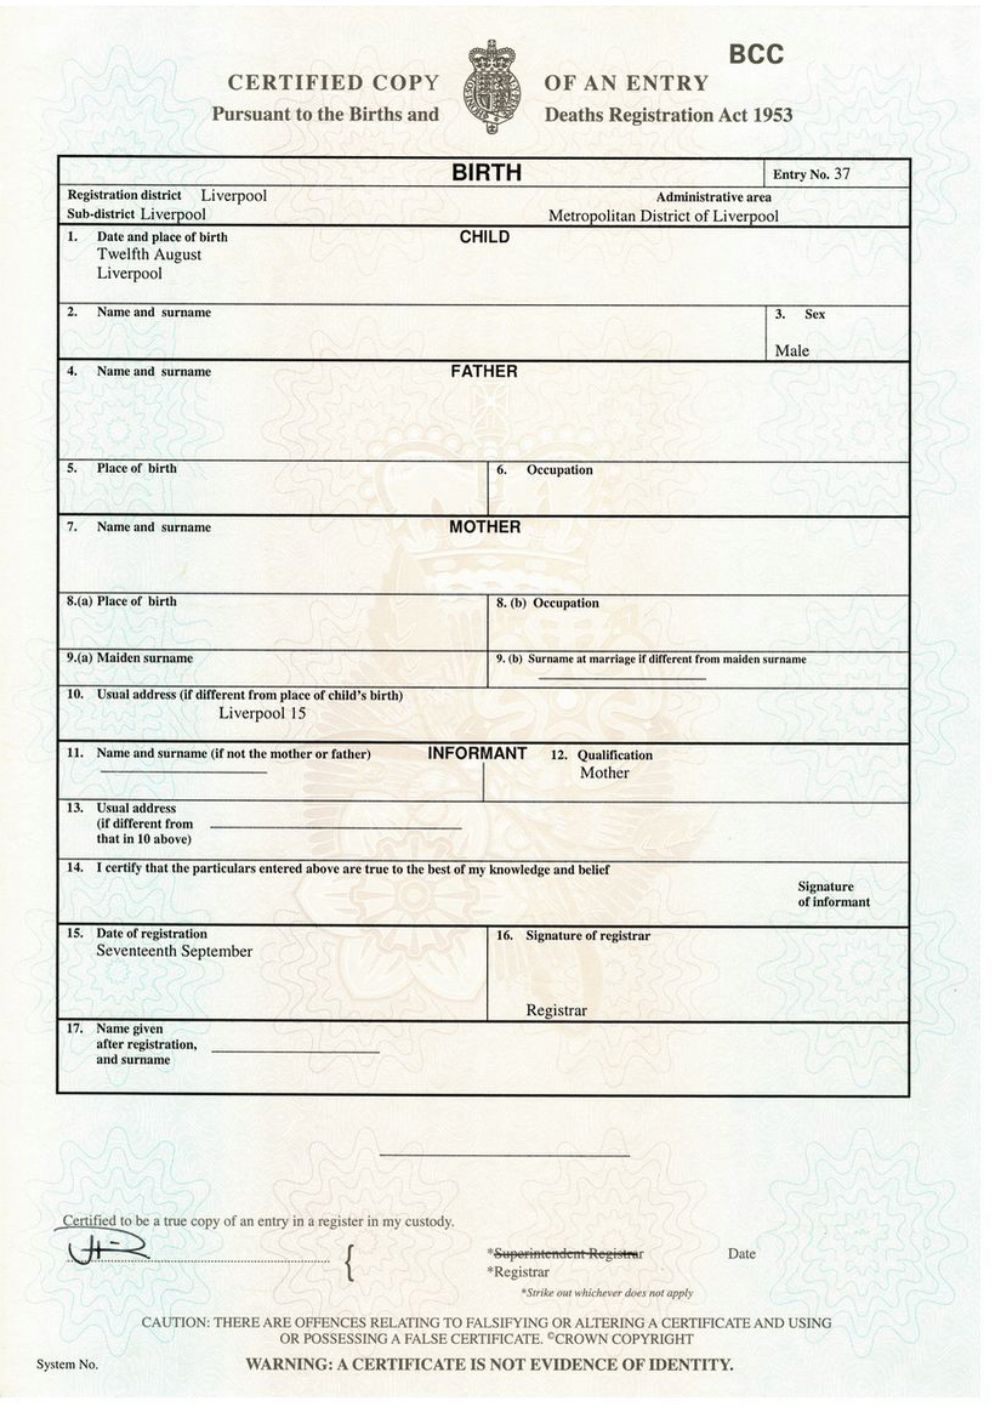 BCC
CERTIFIED COPY OF AN ENTRY
Pursuant to the Births and Deaths Registration Act 1953
BIRTH
Entry No. 37
Registration district Liverpool
Administrative area
Sub-district Liverpool
Metropolitan District of Liverpool
1. Date and place of birth
CHILD
Twelfth August
Liverpool
2. Name and surname
3. Sex
Male
4. Name and surname
FATHER
5. Place of birth
6. Occupation
7. Name and surname
MOTHER
8.(a) Place of birth
8. (b) Occupation
9.(a) Maiden surname
9. (b) Surname at marriage if different from maiden surname
10. Usual address (if different from place of child's birth)
Liverpool 15
11. Name and surname (if not the mother or father)
INFORMANT
12. Qualification
Mother
13. Usual address
(if different from
that in 10 above)
14. I certify that the particulars entered above are true to the best of my knowledge and belief
Signature
of informant
15. Date of registration
Seventeenth September
16. Signature of registrar
Registrar
17. Name given
after registration,
and surname
Certified to be a true copy of an entry in a register in my custody.
*Superintendent Registrar
Date
*Registrar
*Strike out whichever does not apply
CAUTION: THERE ARE OFFENCES RELATING TO FALSIFYING OR ALTERING A CERTIFICATE AND USING
OR POSSESSING A FALSE CERTIFICATE. ©CROWN COPYRIGHT
System No.
WARNING: A CERTIFICATE IS NOT EVIDENCE OF IDENTITY.